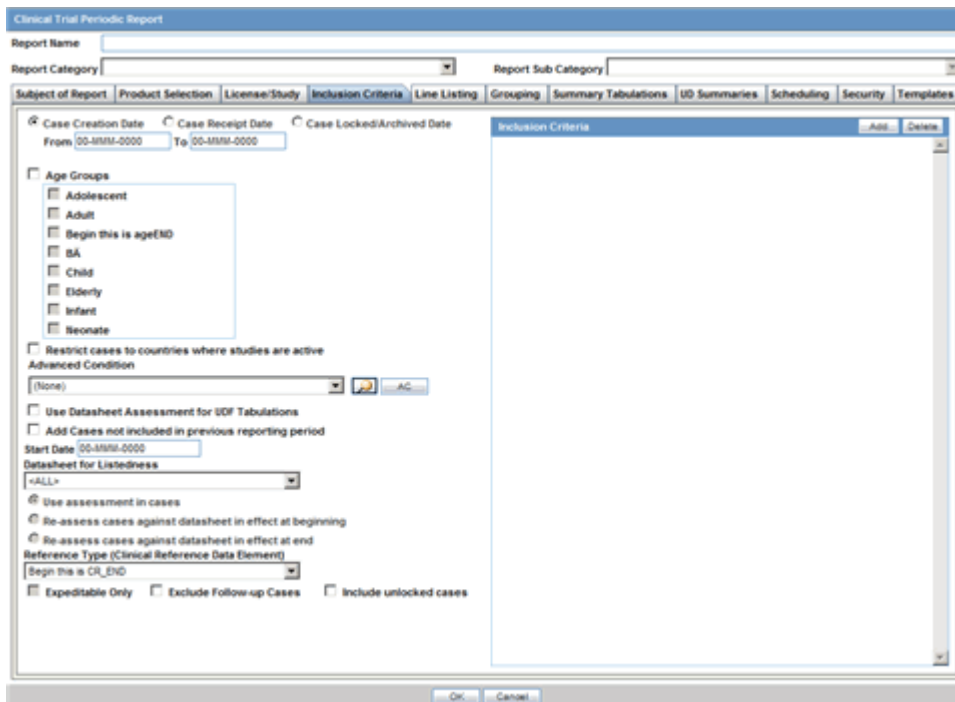 Clinical Trial Periodic Report
Report Name
Report Category Report Sub Category
Subject of Report Product Selection License/Study Inclusion Criteria Line Listing Grouping Summary Tabulations UD Summaries Scheduling Security Templates
Case Creation Date Case Receipt Date Case Locked/Archived Date
From 00-MMM-0000 To 00-MMM-0000
Inclusion Criteria Add Delete
Age Groups
Adolescent
Adult
Begin this is ageEND
BÄ
Child
Elderly
Infant
Neonate
Restrict cases to countries where studies are active
Advanced Condition
(None) AC
Use Datasheet Assessment for UDF Tabulations
Add Cases not included in previous reporting period
Start Date 00-MMM-0000
Datasheet for Listedness
<ALL>
Use assessment in cases
Re-assess cases against datasheet in effect at beginning
Re-assess cases against datasheet in effect at end
Reference Type (Clinical Reference Data Element)
Begin this is CR_END
Expeditable Only Exclude Follow-up Cases Include unlocked cases
OK Cancel